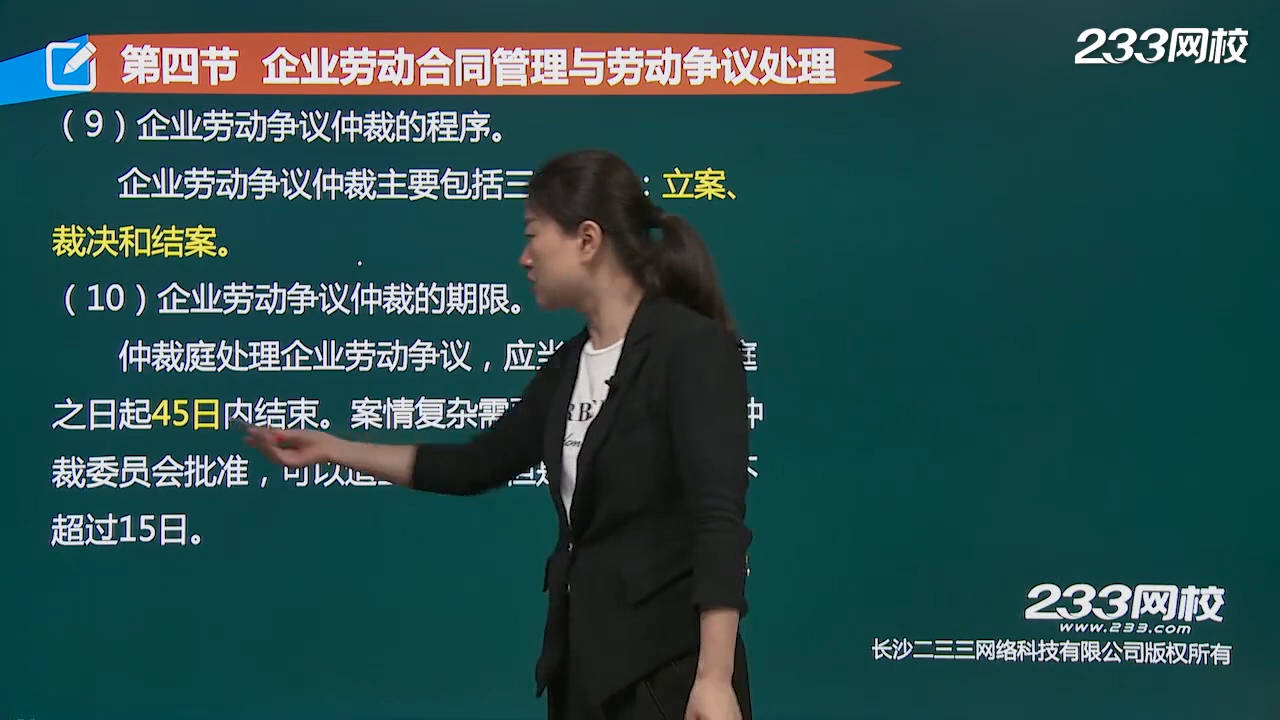 第四节 企业劳动合同管理与劳动争议处理
233网校
（9）企业劳动争议仲裁的程序。
企业劳动争议仲裁主要包括三：立案、
裁决和结案。
（10）企业劳动争议仲裁的期限。
仲裁庭处理企业劳动争议，应当庭
之日起45日内结束。案情复杂需仲
裁委员会批准，可以不
超过15日。
233网校
www.233.com
长沙二三三网络科技有限公司版权所有